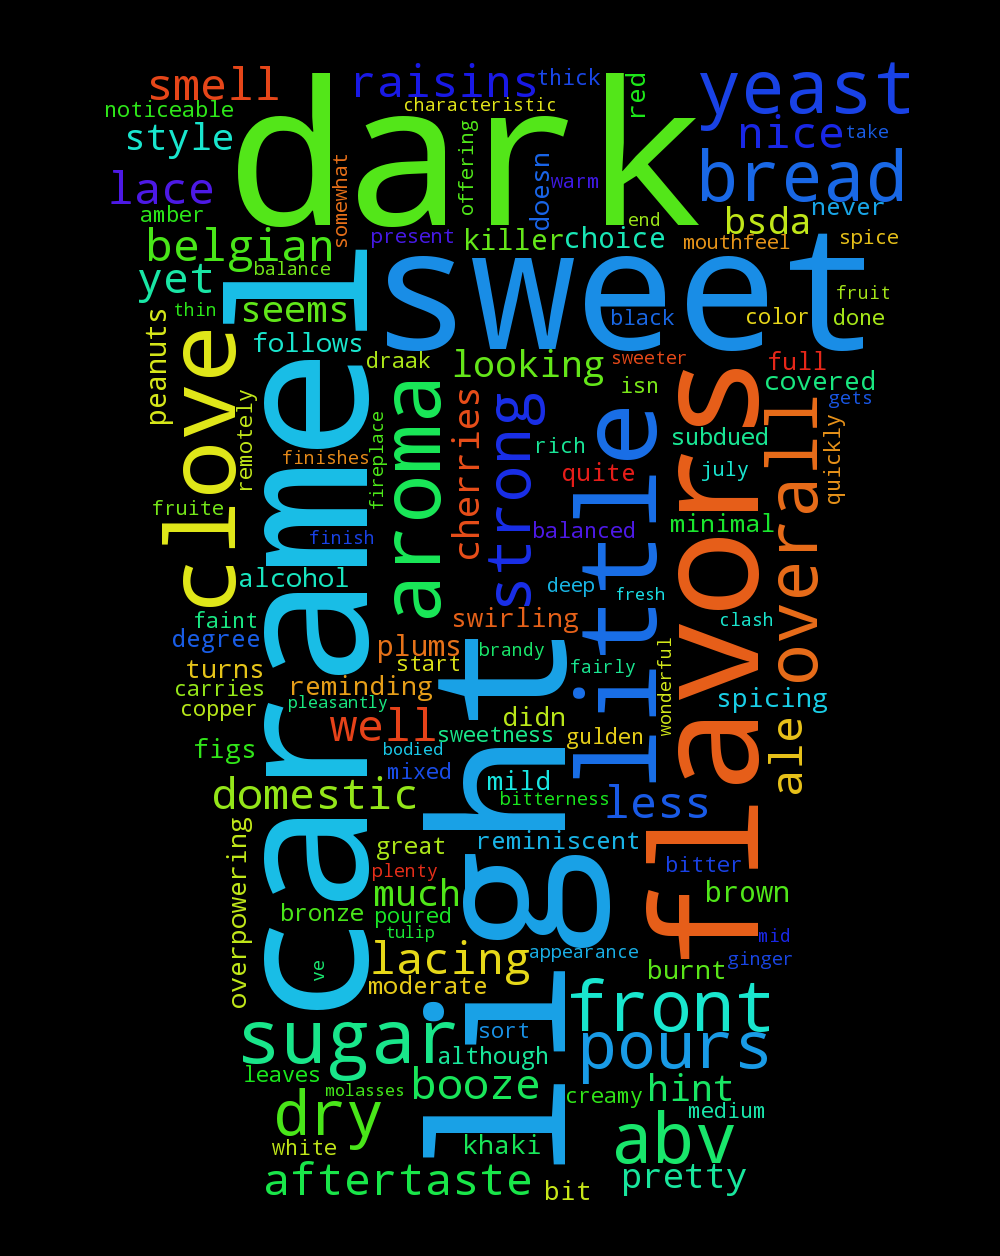 dark
smell
raisins
thick
yeast
noticeable
characteristic
red
style
nice
take
offering
somewhat
doesn
bread
lace
warm
amber
never
bsda
end
belgian
present
killer
choice
mouthfeel
spice
sweet
yet
balance
caramel
fruit
thin
seems
black
color
done
peanuts
clove
follows
draak
looking
sweeter
full
isn
covered
flavors
aroma
cherries
strong
little
overall
gets
remotely
fireplace
finishes
rich
subdued
quickly
quite
july
fruite
finish
balanced
minimal
alcohol
deep
fresh
faint
swirling
clash
degree
plums
brandy
light
wonderful
turns
start
fairly
carries
reminding
spicing
copper
pleasantly
didn
ale
figs
well
sweetness
gulden
bodied
mixed
mild
domestic
bitterness
less
overpowering
great
reminiscent
plenty
bitter
much
brown
bronze
poured
tulip
mid
lacing
appearance
ginger
ve
moderate
burnt
front
sugar
sort
pours
although
leaves
molasses
booze
creamy
hint
dry
medium
white
khaki
abv
aftertaste
bit
pretty